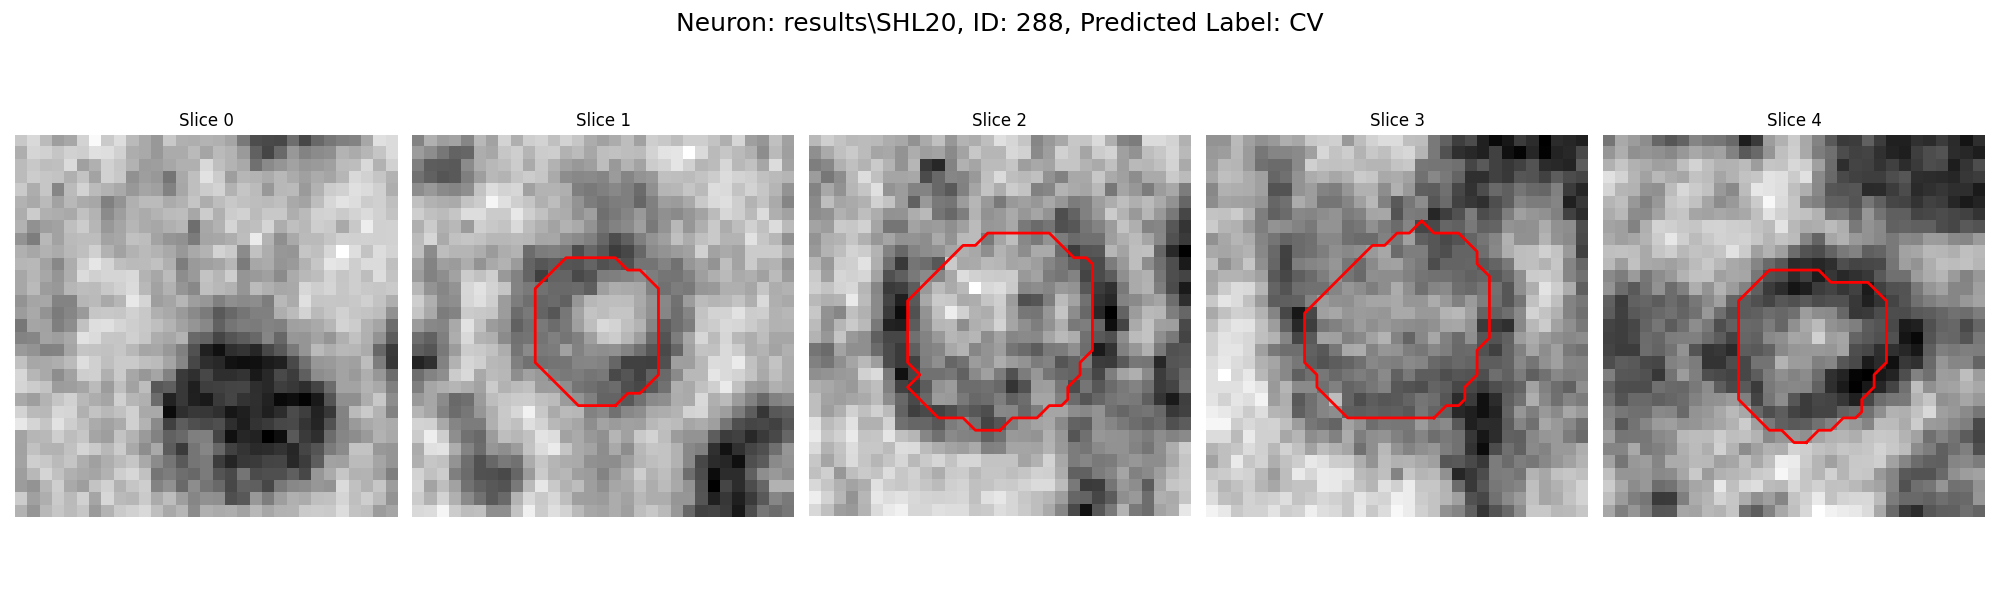 Neuron: results\SHL20, ID: 288, Predicted Label: CV
Slice 0
Slice 1
Slice 2
Slice 3
Slice 4